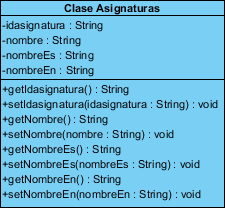 Clase Asignaturas
-idasignatura : String
-nombre : String
-nombreEs : String
-nombreEn : String
+getIdasignatura() : String
+setIdasignatura(idasignatura : String) : void
+getNombre() : String
+setNombre(nombre : String) : void
+getNombreEs() : String
+setNombreEs(nombreEs : String) : void
+getNombreEn() : String
+setNombreEn(nombreEn : String) : void